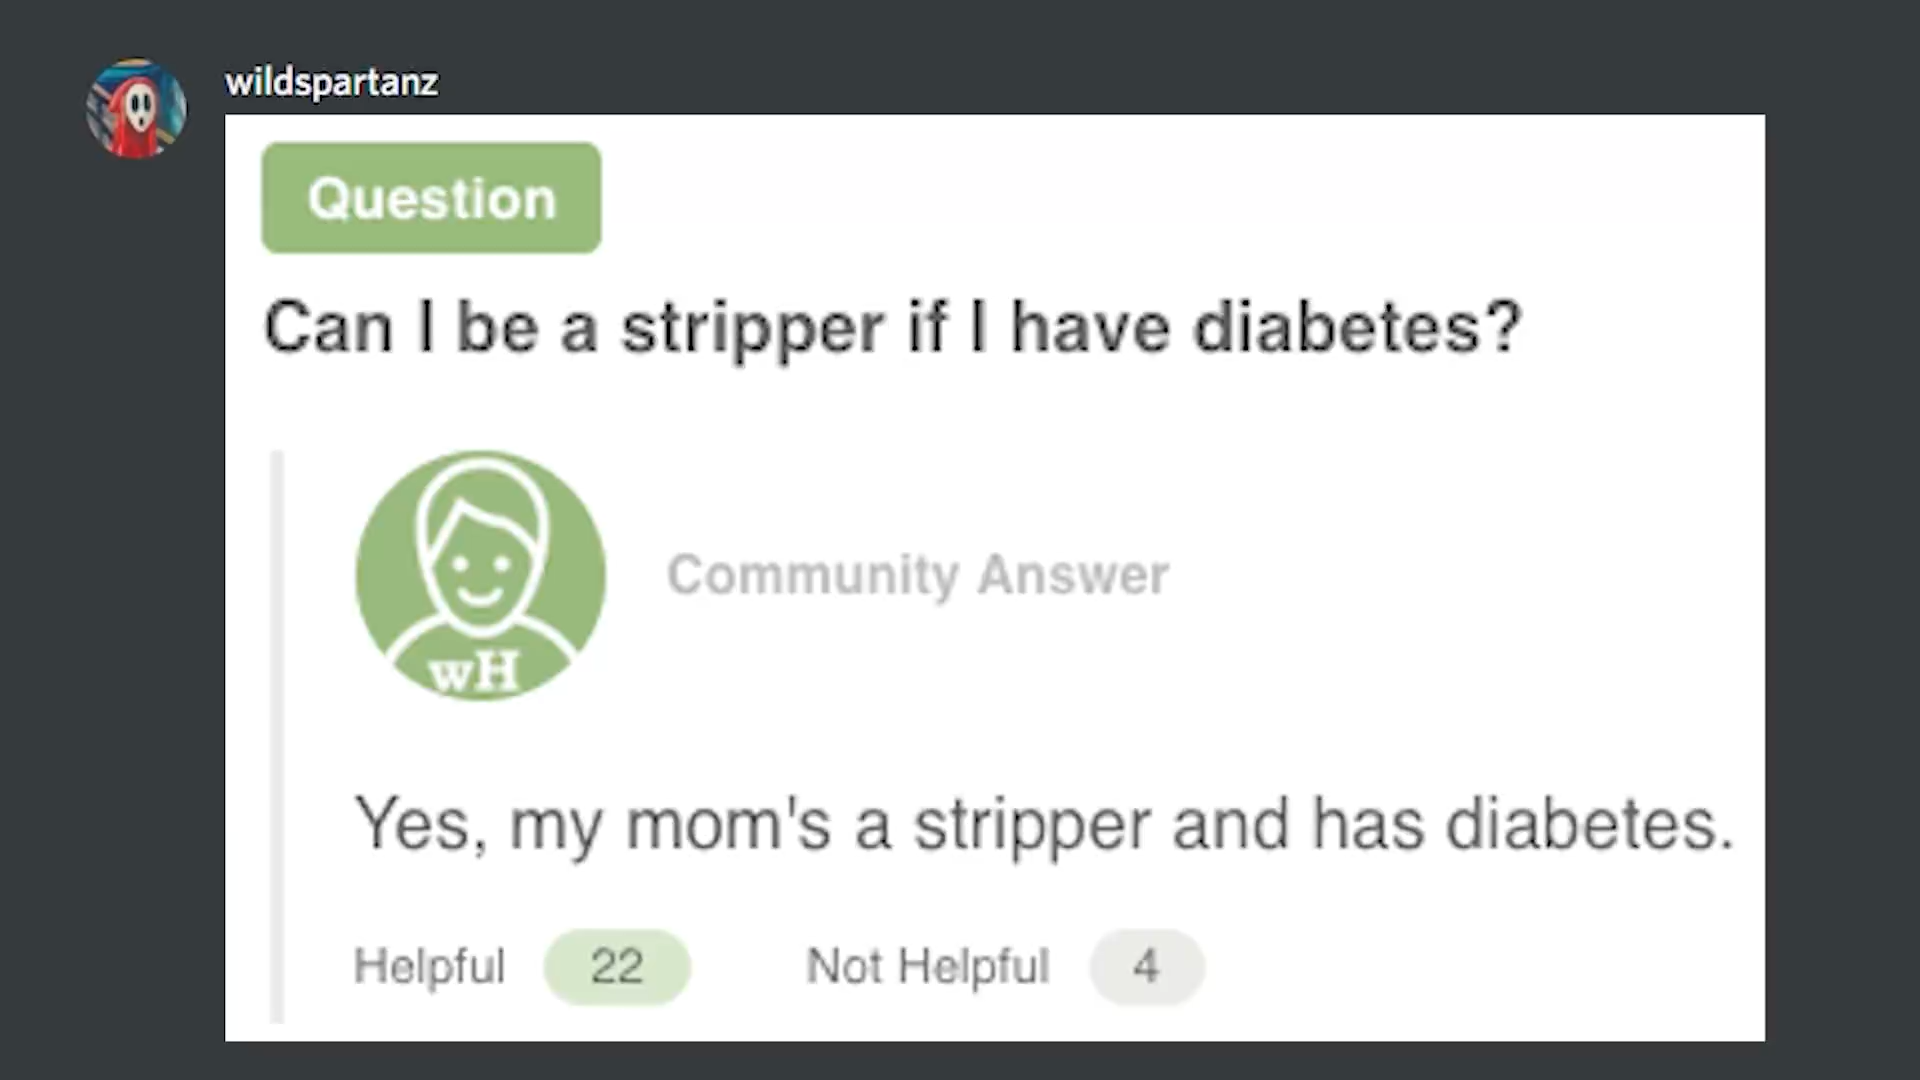 wildspartanz
Question
Can I be a stripper if I have diabetes?
Community Answer
wH
Yes, my mom's a stripper and has diabetes.
Helpful 22 Not Helpful 4